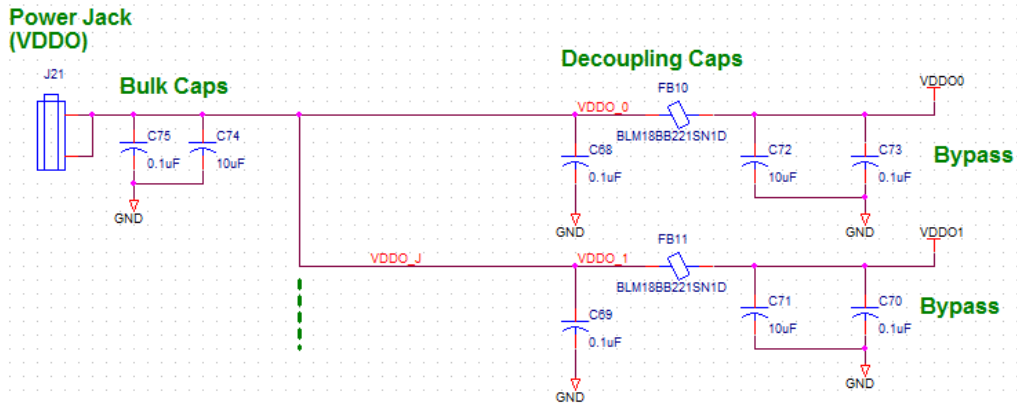 Power Jack
(VDDO)
J21
Bulk Caps
C75
0.1uF
C74
10uF
GND
Decoupling Caps
FB10
VDDO_0
BLM18BB221SN1D
VDDO0
C68
0.1uF
C72
10uF
C73
0.1uF
Bypass
GND
GND
FB11
VDDO_J
VDDO_1
BLM18BB221SN1D
VDDO1
C69
0.1uF
C71
10uF
C70
0.1uF
Bypass
GND
GND